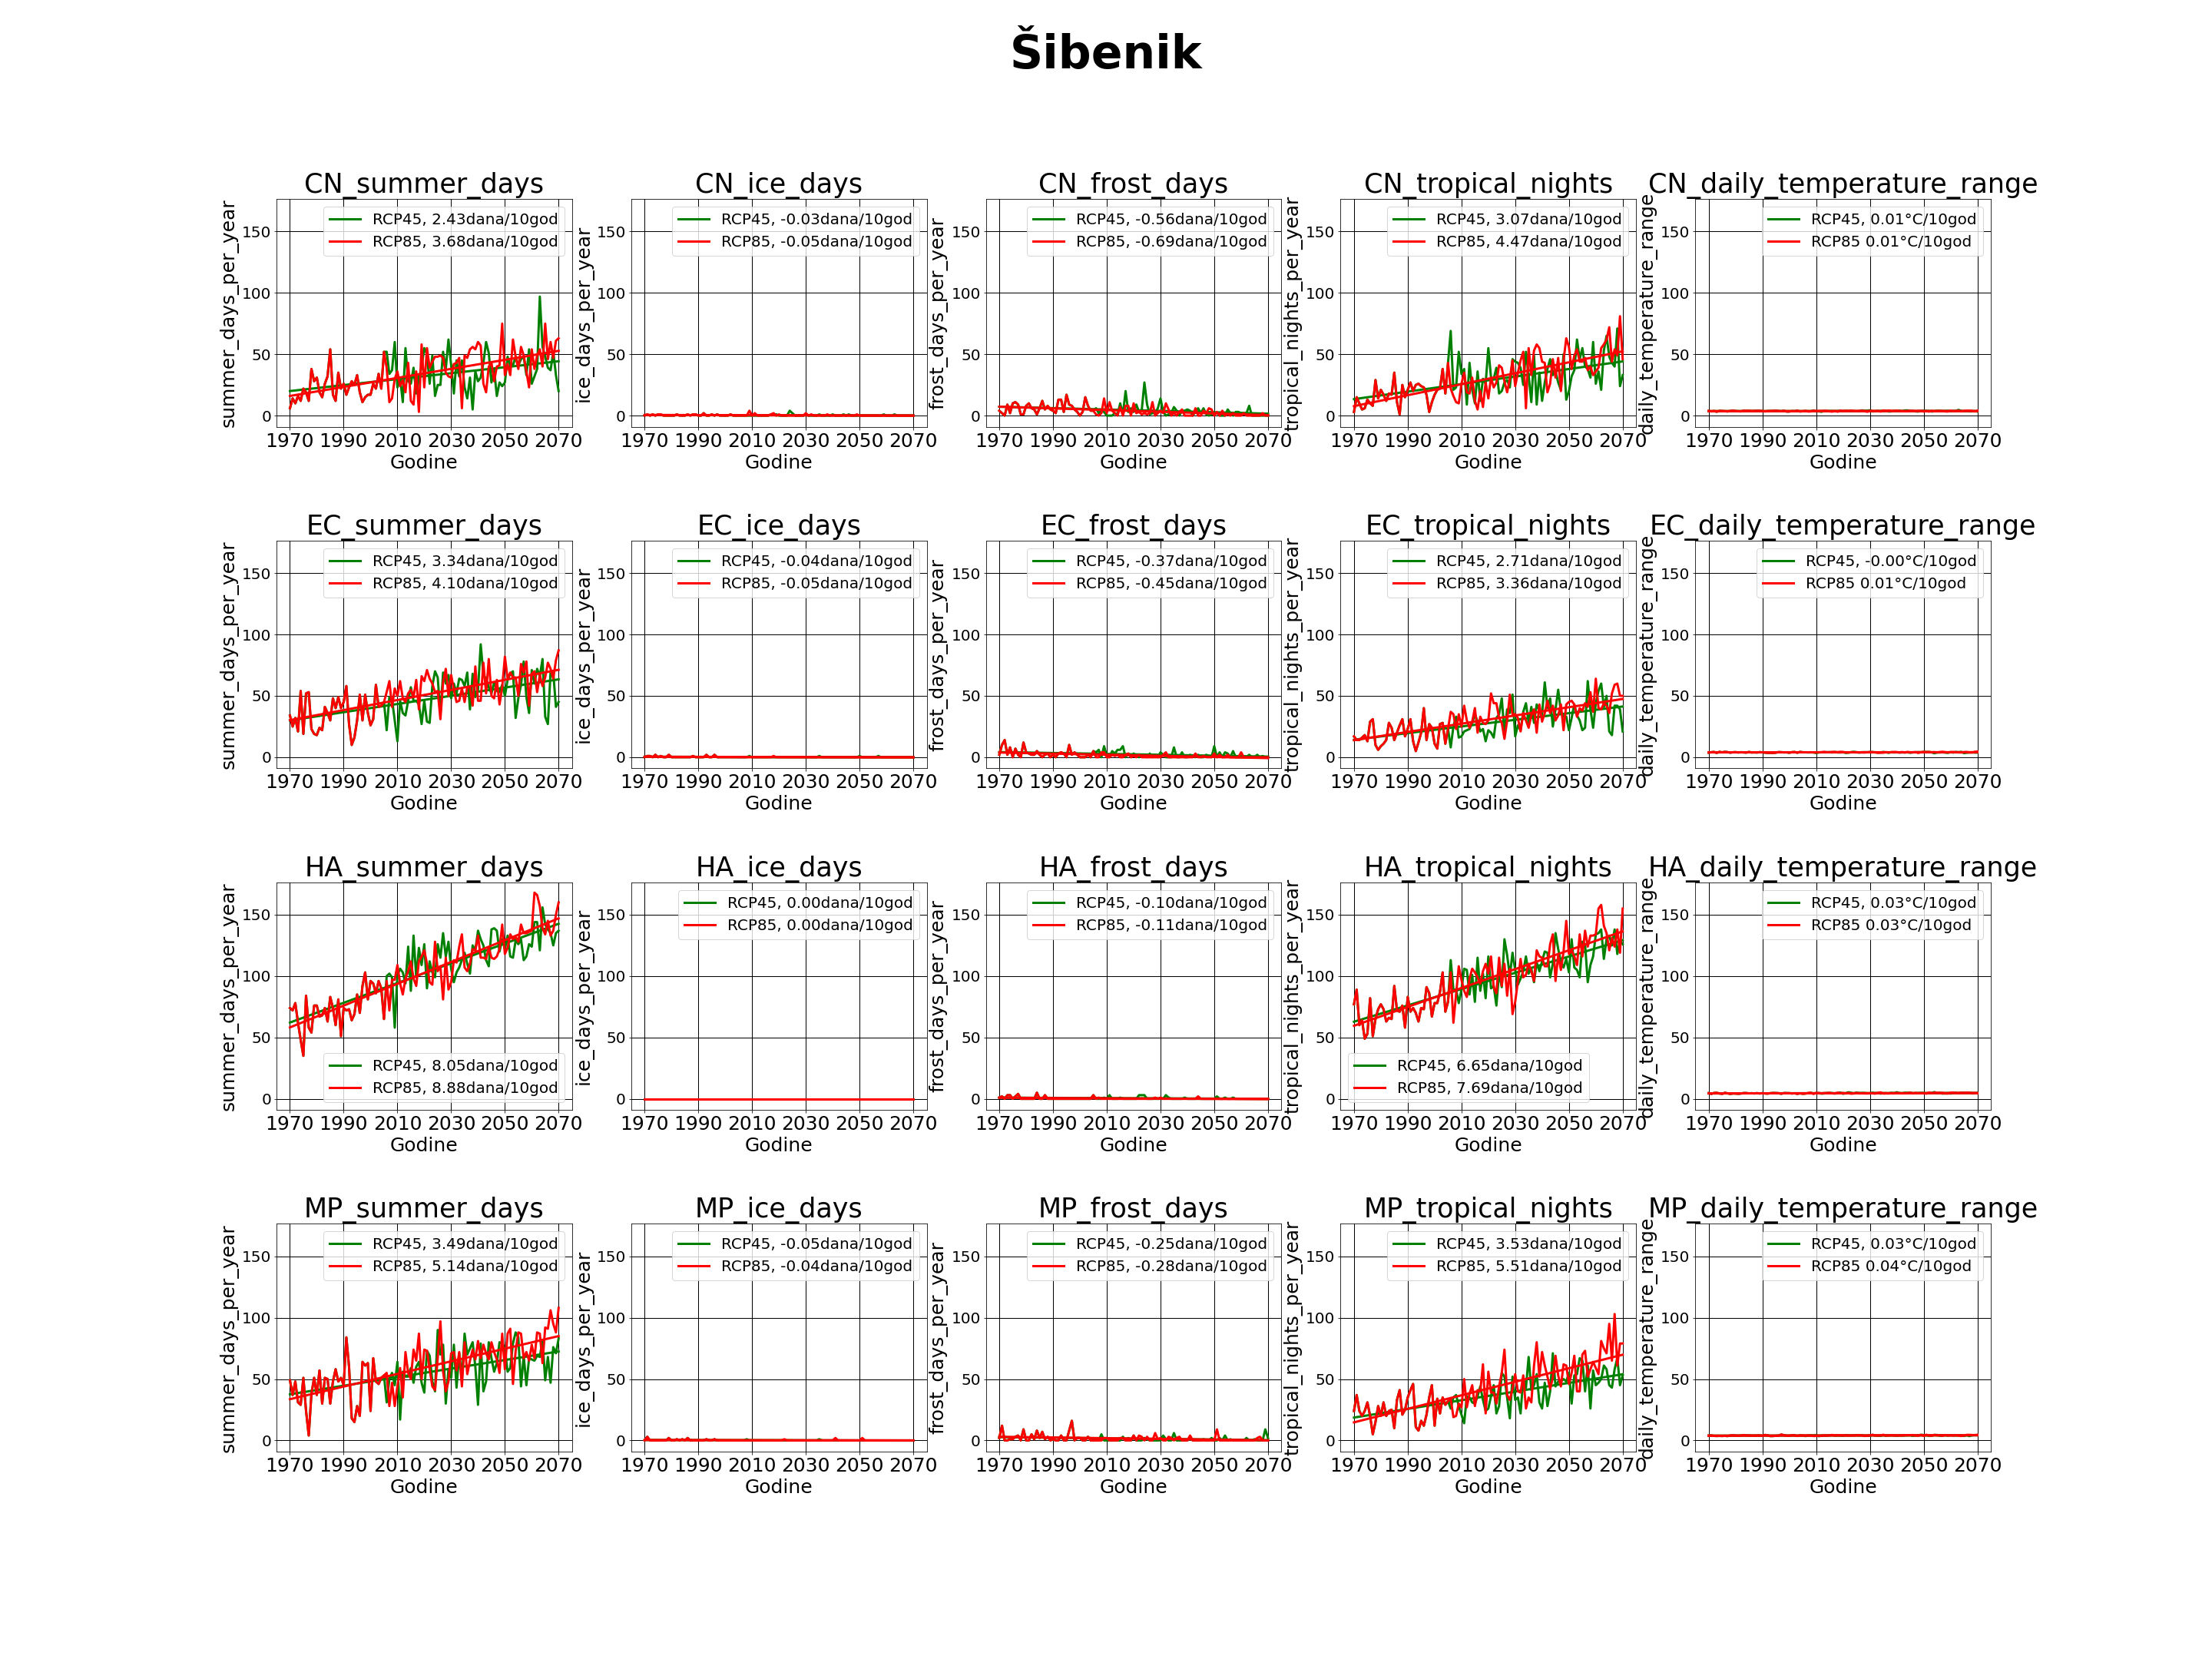 Šibenik
CN_summer_days
RCP45, 2.43dana/10god
RCP85, 3.68dana/10god
summer_days_per_year
150
100
50
0
1970 1990 2010 2030 2050 2070
Godine
CN_ice_days
RCP45, -0.03dana/10god
RCP85, -0.05dana/10god
ice_days_per_year
150
100
50
0
1970 1990 2010 2030 2050 2070
Godine
CN_frost_days
RCP45, -0.56dana/10god
RCP85, -0.69dana/10god
frost_days_per_year
150
100
50
0
1970 1990 2010 2030 2050 2070
Godine
CN_tropical_nights
RCP45, 3.07dana/10god
RCP85, 4.47dana/10god
tropical_nights_per_year
150
100
50
0
1970 1990 2010 2030 2050 2070
Godine
CN_daily_temperature_range
RCP45, 0.01°C/10god
RCP85 0.01°C/10god
daily_temperature_range
150
100
50
0
1970 1990 2010 2030 2050 2070
Godine
EC_summer_days
RCP45, 3.34dana/10god
RCP85, 4.10dana/10god
summer_days_per_year
150
100
50
0
1970 1990 2010 2030 2050 2070
Godine
EC_ice_days
RCP45, -0.04dana/10god
RCP85, -0.05dana/10god
ice_days_per_year
150
100
50
0
1970 1990 2010 2030 2050 2070
Godine
EC_frost_days
RCP45, -0.37dana/10god
RCP85, -0.45dana/10god
frost_days_per_year
150
100
50
0
1970 1990 2010 2030 2050 2070
Godine
EC_tropical_nights
RCP45, 2.71dana/10god
RCP85, 3.36dana/10god
tropical_nights_per_year
150
100
50
0
1970 1990 2010 2030 2050 2070
Godine
EC_daily_temperature_range
RCP45, -0.00°C/10god
RCP85 0.01°C/10god
daily_temperature_range
150
100
50
0
1970 1990 2010 2030 2050 2070
Godine
HA_summer_days
RCP45, 8.05dana/10god
RCP85, 8.88dana/10god
summer_days_per_year
150
100
50
0
1970 1990 2010 2030 2050 2070
Godine
HA_ice_days
RCP45, 0.00dana/10god
RCP85, 0.00dana/10god
ice_days_per_year
150
100
50
0
1970 1990 2010 2030 2050 2070
Godine
HA_frost_days
RCP45, -0.10dana/10god
RCP85, -0.11dana/10god
frost_days_per_year
150
100
50
0
1970 1990 2010 2030 2050 2070
Godine
HA_tropical_nights
RCP45, 6.65dana/10god
RCP85, 7.69dana/10god
tropical_nights_per_year
150
100
50
0
1970 1990 2010 2030 2050 2070
Godine
HA_daily_temperature_range
RCP45, 0.03°C/10god
RCP85 0.03°C/10god
daily_temperature_range
150
100
50
0
1970 1990 2010 2030 2050 2070
Godine
MP_summer_days
RCP45, 3.49dana/10god
RCP85, 5.14dana/10god
summer_days_per_year
150
100
50
0
1970 1990 2010 2030 2050 2070
Godine
MP_ice_days
RCP45, -0.05dana/10god
RCP85, -0.04dana/10god
ice_days_per_year
150
100
50
0
1970 1990 2010 2030 2050 2070
Godine
MP_frost_days
RCP45, -0.25dana/10god
RCP85, -0.28dana/10god
frost_days_per_year
150
100
50
0
1970 1990 2010 2030 2050 2070
Godine
MP_tropical_nights
RCP45, 3.53dana/10god
RCP85, 5.51dana/10god
tropical_nights_per_year
150
100
50
0
1970 1990 2010 2030 2050 2070
Godine
MP_daily_temperature_range
RCP45, 0.03°C/10god
RCP85 0.04°C/10god
daily_temperature_range
150
100
50
0
1970 1990 2010 2030 2050 2070
Godine